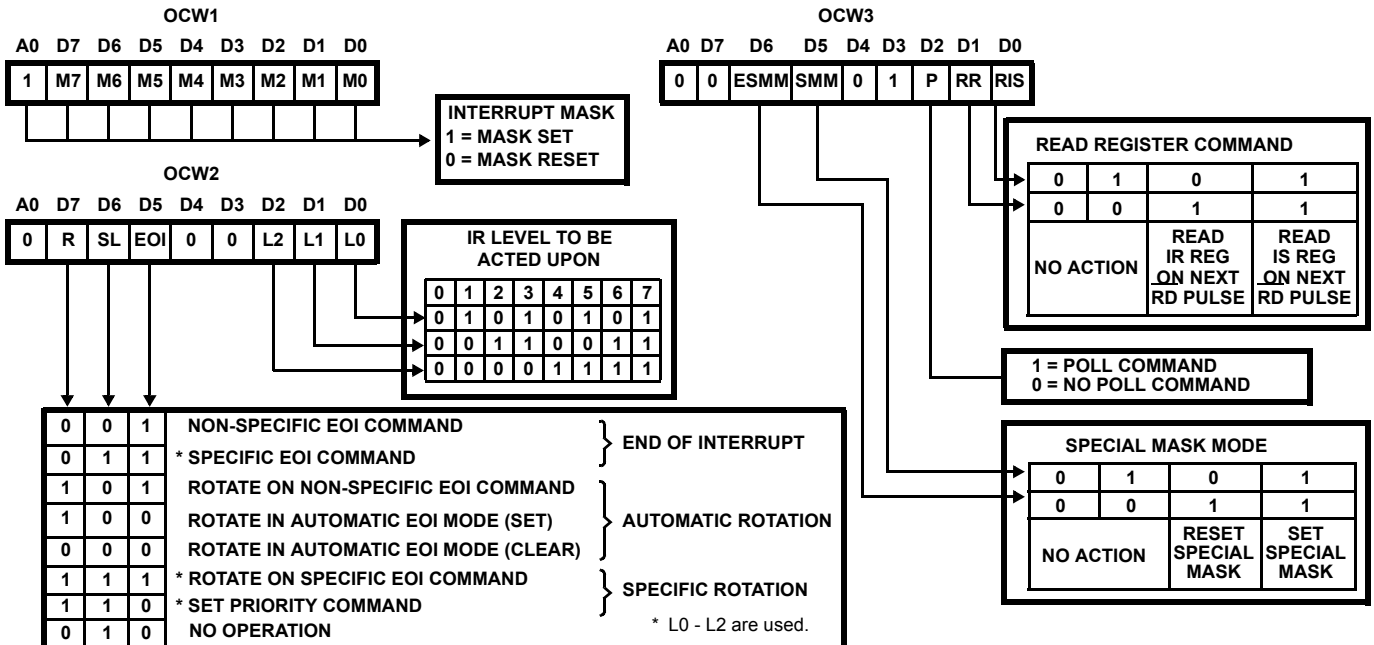 OCW1
A0 D7 D6 D5 D4 D3 D2 D1 D0
1 M7 M6 M5 M4 M3 M2 M1 M0
INTERRUPT MASK
1 = MASK SET
0 = MASK RESET
OCW2
A0 D7 D6 D5 D4 D3 D2 D1 D0
0 R SL EOI 0 0 L2 L1 L0
IR LEVEL TO BE
ACTED UPON
0 1 2 3 4 5 6 7
0 1 0 1 0 1 0 1
0 0 1 1 0 0 1 1
0 0 0 0 1 1 1 1
0 0 1 NON-SPECIFIC EOI COMMAND
0 1 1 * SPECIFIC EOI COMMAND
END OF INTERRUPT
1 0 1 ROTATE ON NON-SPECIFIC EOI COMMAND
1 0 0 ROTATE IN AUTOMATIC EOI MODE (SET)
0 0 0 ROTATE IN AUTOMATIC EOI MODE (CLEAR)
AUTOMATIC ROTATION
1 1 1 * ROTATE ON SPECIFIC EOI COMMAND
1 1 0 * SET PRIORITY COMMAND
SPECIFIC ROTATION
0 1 0 NO OPERATION
* L0 - L2 are used.
OCW3
A0 D7 D6 D5 D4 D3 D2 D1 D0
0 0 ESMM SMM 0 1 P RR RIS
READ REGISTER COMMAND
0 1 0 1
0 0 1 1
NO ACTION
READ
IR REG
ON NEXT
RD PULSE
READ
IS REG
ON NEXT
RD PULSE
1 = POLL COMMAND
0 = NO POLL COMMAND
SPECIAL MASK MODE
0 1 0 1
0 0 1 1
NO ACTION
RESET
SPECIAL
MASK
SET
SPECIAL
MASK